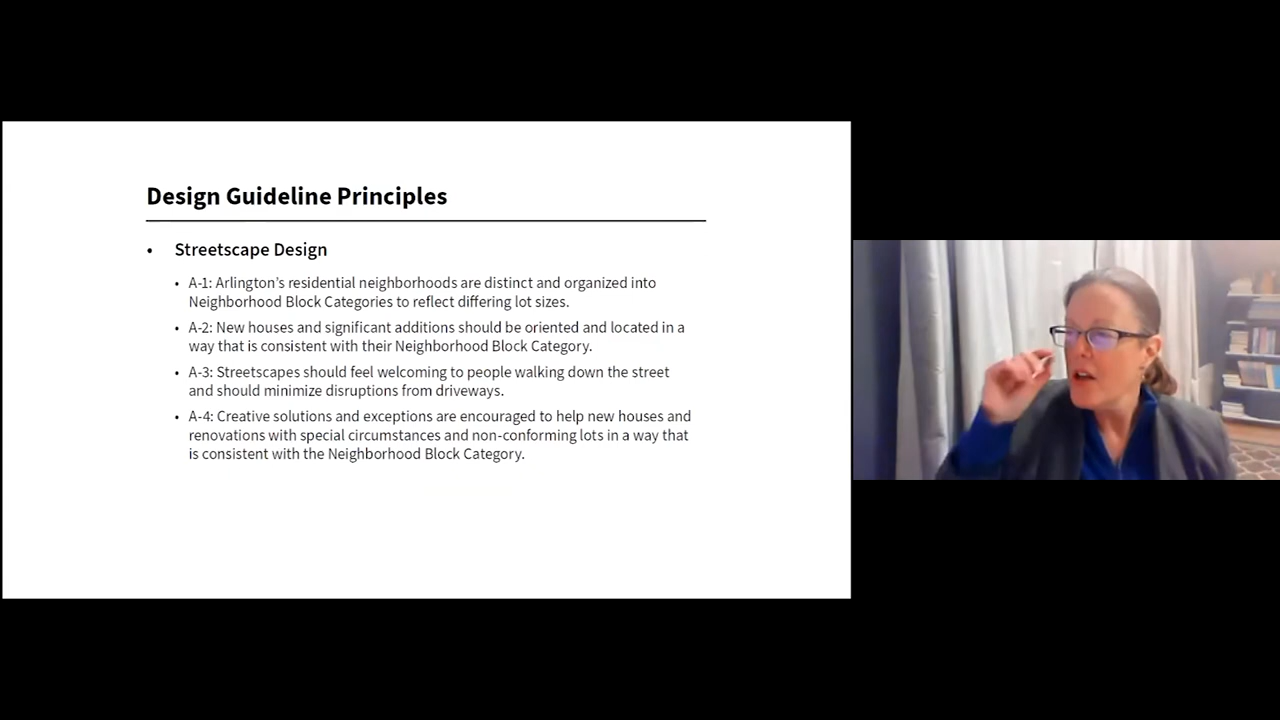 Design Guideline Principles
• Streetscape Design
• A-1: Arlington’s residential neighborhoods are distinct and organized into
Neighborhood Block Categories to reflect differing lot sizes.
• A-2: New houses and significant additions should be oriented and located in a
way that is consistent with their Neighborhood Block Category.
• A-3: Streetscapes should feel welcoming to people walking down the street
and should minimize disruptions from driveways.
• A-4: Creative solutions and exceptions are encouraged to help new houses and
renovations with special circumstances and non-conforming lots in a way that
is consistent with the Neighborhood Block Category.